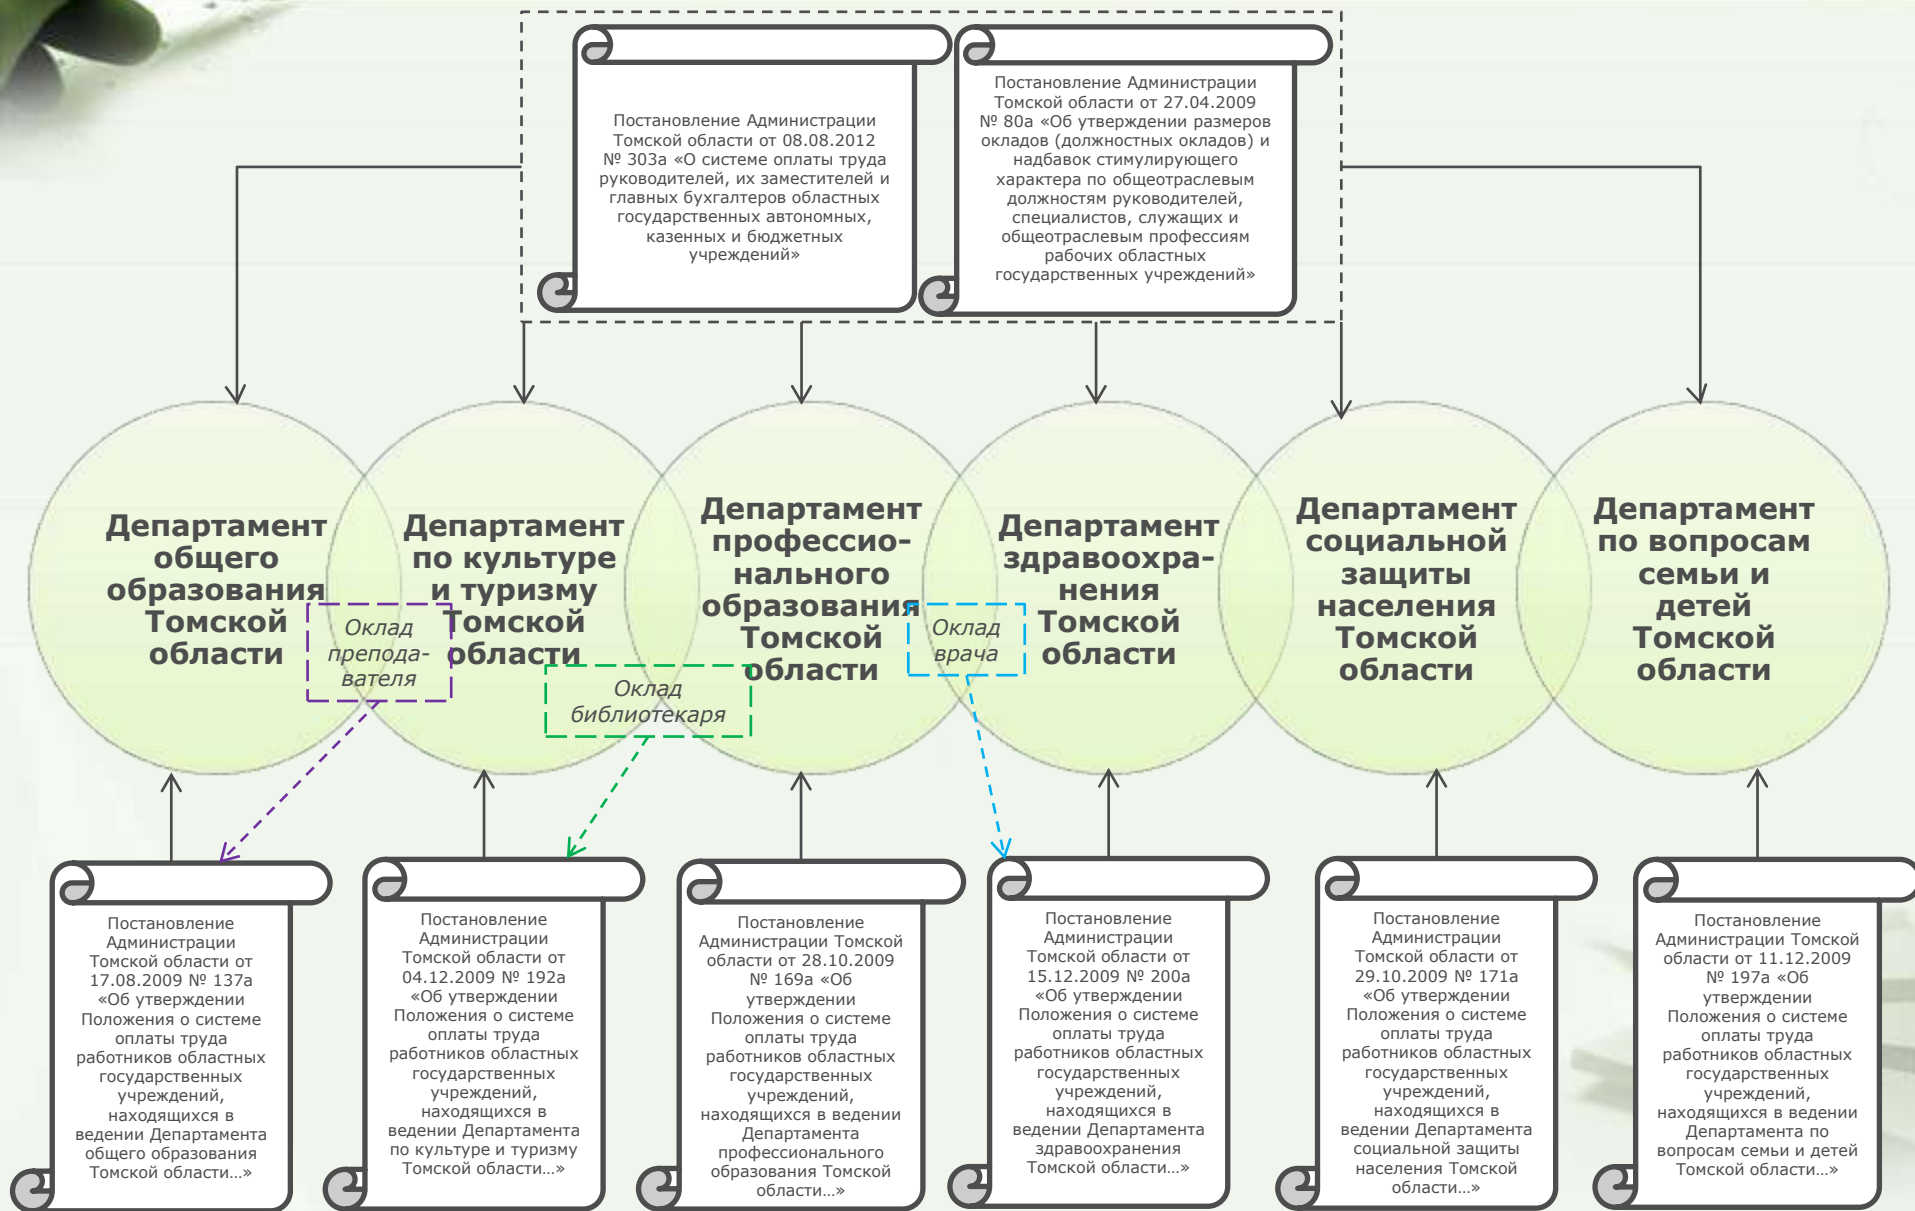 Постановление Администрации
Томской области от 08.08.2012
№ 303а «О системе оплаты труда
руководителей, их заместителей и
главных бухгалтеров областных
государственных автономных,
казенных и бюджетных
учреждений»
Постановление Администрации
Томской области от 27.04.2009
№ 80а «Об утверждении размеров
окладов (должностных окладов) и
надбавок стимулирующего
характера по общеотраслевым
должностям руководителей,
специалистов, служащих и
общеотраслевым профессиям
рабочих областных
государственных учреждений»
Департамент
общего
образования
Томской
области
Департамент
по культуре
и туризму
Томской
области
Департамент
профессио-
нального
образования
Томской
области
Департамент
здравоохра-
нения
Томской
области
Департамент
социальной
защиты
населения
Томской
области
Департамент
по вопросам
семьи и
детей
Томской
области
Оклад
препода-
вателя
Оклад
библиотекаря
Оклад
врача
Постановление
Администрации
Томской области от
17.08.2009 № 137а
«Об утверждении
Положения о системе
оплаты труда
работников областных
государственных
учреждений,
находящихся в
ведении Департамента
общего образования
Томской области…»
Постановление
Администрации
Томской области от
04.12.2009 № 192а
«Об утверждении
Положения о системе
оплаты труда
работников областных
государственных
учреждений,
находящихся в
ведении Департамента
по культуре и туризму
Томской области…»
Постановление
Администрации Томской
области от 28.10.2009
№ 169а «Об
утверждении
Положения о системе
оплаты труда
работников областных
государственных
учреждений,
находящихся в ведении
Департамента
профессионального
образования Томской
области…»
Постановление
Администрации
Томской области от
15.12.2009 № 200а
«Об утверждении
Положения о системе
оплаты труда
работников областных
государственных
учреждений,
находящихся в
ведении Департамента
здравоохранения
Томской области…»
Постановление
Администрации
Томской области от
29.10.2009 № 171а
«Об утверждении
Положения о системе
оплаты труда
работников областных
государственных
учреждений,
находящихся в
ведении Департамента
социальной защиты
населения Томской
области…»
Постановление
Администрации Томской
области от 11.12.2009
№ 197а «Об
утверждении
Положения о системе
оплаты труда
работников областных
государственных
учреждений,
находящихся в ведении
Департамента по
вопросам семьи и детей
Томской области…»